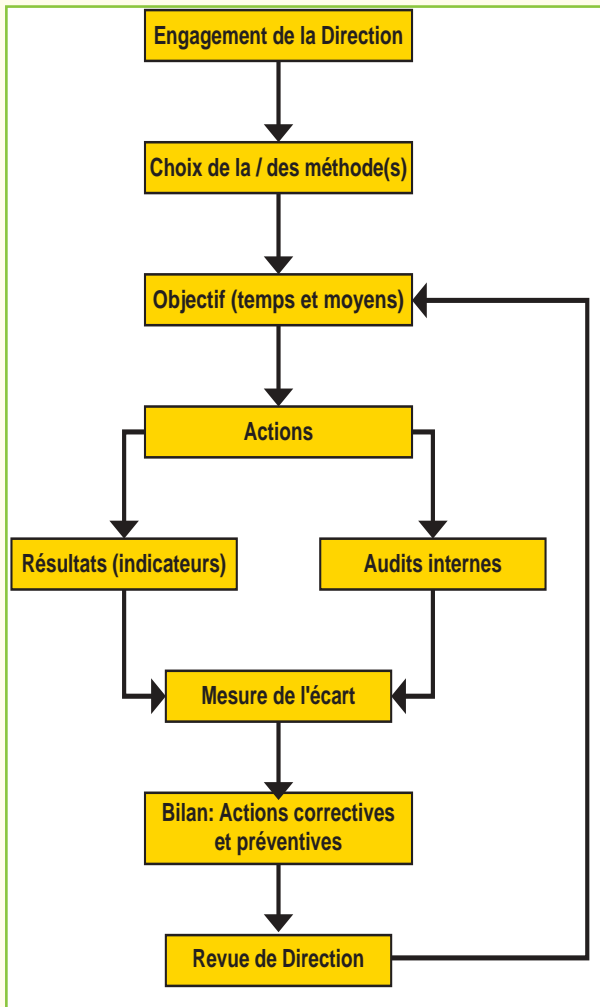 Engagement de la Direction
Choix de la / des méthode(s)
Objectif (temps et moyens)
Actions
Résultats (indicateurs)
Audits internes
Mesure de l'écart
Bilan: Actions correctives
et préventives
Revue de Direction